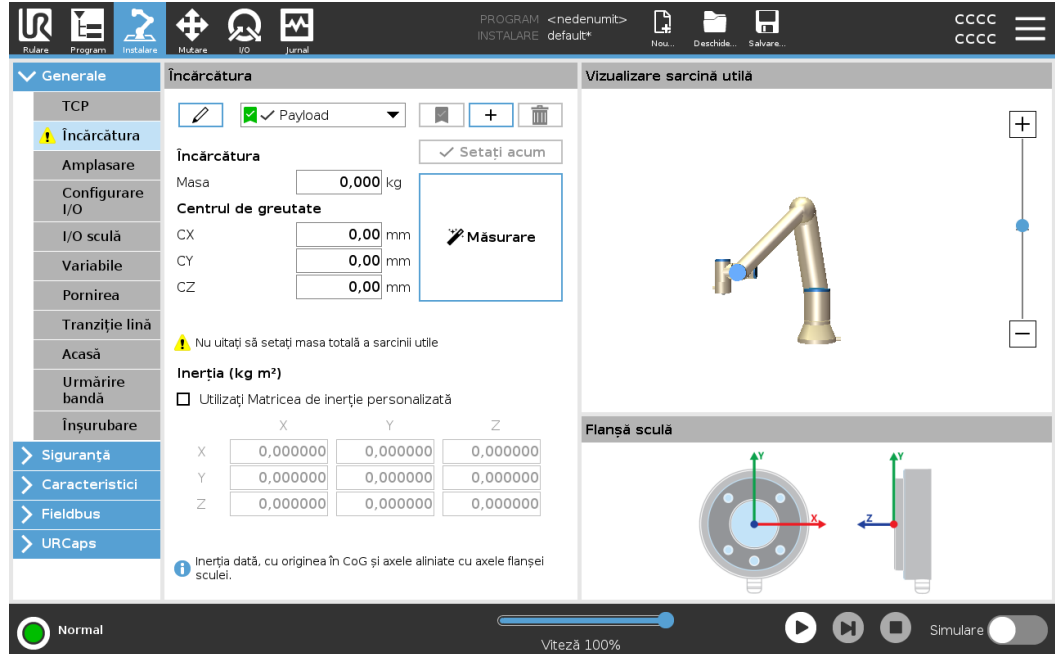 PROGRAM <nedenumit>
INSTALARE default*
CCCC
CCCC
Rulare Program Instalare Mutare I/O Jurnal Nou... Deschide... Salvare...
Generale
TCP
Încărcătura
Amplasare
Configurare
I/O
I/O sculă
Variabile
Pornirea
Tranziție lină
Acasă
Urmărire
bandă
Înșurubare
Siguranță
Caracteristici
Fieldbus
URCaps
Încărcătura
Payload
Setați acum
Încărcătura
Masa 0,000 kg
Centrul de greutate
CX 0,00 mm
CY 0,00 mm
CZ 0,00 mm
Măsurare
Nu uitați să setați masa totală a sarcinii utile
Inerția (kg m²)
Utilizați Matricea de inerție personalizată
X Y Z
X 0,000000 0,000000 0,000000
Y 0,000000 0,000000 0,000000
Z 0,000000 0,000000 0,000000
Inerția dată, cu originea în CoG și axele aliniate cu axele flanșei
sculei.
Vizualizare sarcină utilă
Flanșă sculă
Y
X
Y
Z
Normal
Viteză 100%
Simulare